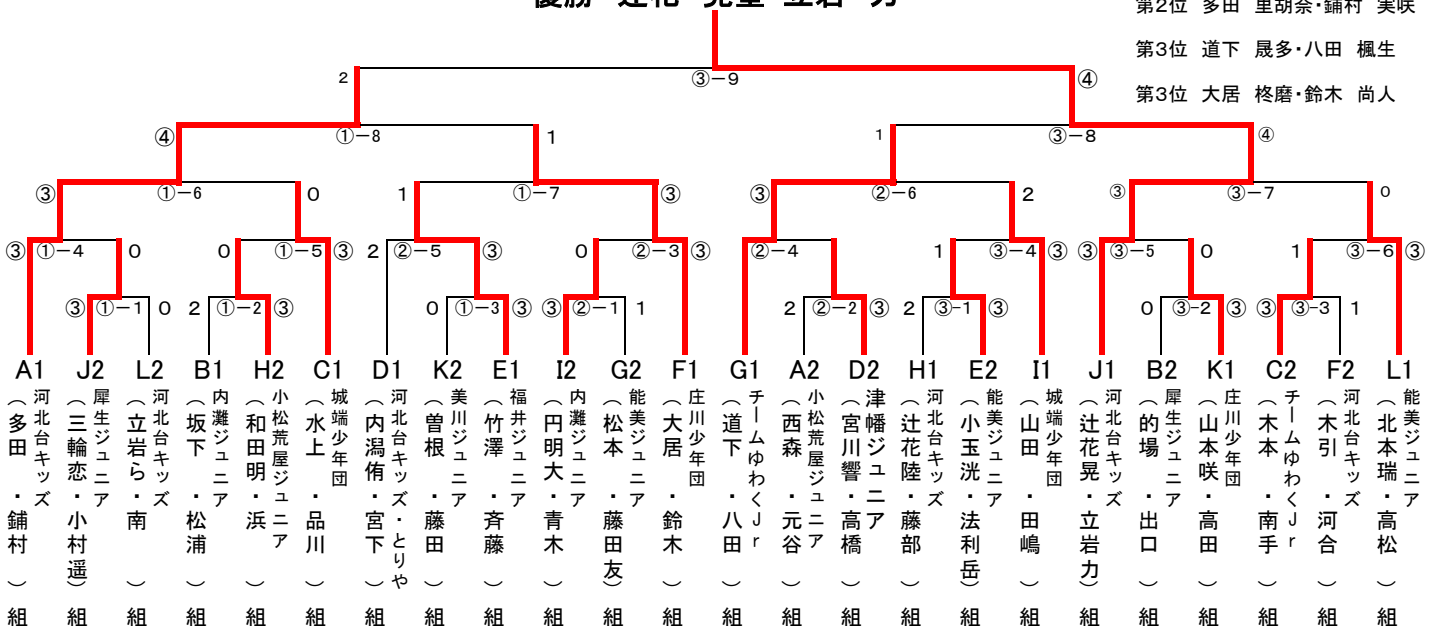 第2位 多田 里胡奈・鋪村 実咲
第3位 道下 晟多・八田 楓生
第3位 大居 柊磨・鈴木 尚人
2 ③－9 ④
④ ①－8 1 1 ③－8 ④
③ ①－6 0 1 ①－7 ③ ③ ②－6 2 ③ ③－7 0
③ ①－4 0 0 ①－5 ③ 2 ②－5 ③ 0 ②－3 ③ ②－4 1 ③－4 ③ ③ ③－5 0 1 ③－6 ③
③ ①－1 0 2 ①－2 ③ 0 ①－3 ③ ③ ②－1 1 2 ②－2 ③ 2 ③－1 ③ 0 ③－2 ③ ③ ③－3 1
A1 J2 L2 B1 H2 C1 D1 K2 E1 I2 G2 F1 G1 A2 D2 H1 E2 I1 J1 B2 K1 C2 F2 L1
河北台キッズ
（多田 ・鋪村 ）組
犀生ジュニア
（三輪恋・小村遥）組
河北台キッズ
（立岩ら・南 ）組
内灘ジュニア
（坂下 ・松浦 ）組
小松荒屋ジュニア
（和田明・浜 ）組
城端少年団
（水上 ・品川 ）組
河北台キッズ・とりや
（内潟侑・宮下 ）組
美川ジュニア
（曽根 ・藤田 ）組
福井ジュニア
（竹澤 ・斉藤 ）組
内灘ジュニア
（円明大・青木 ）組
能美ジュニア
（松本 ・藤田友）組
庄川少年団
（大居 ・鈴木 ）組
チームゆわくJr
（道下 ・八田 ）組
小松荒屋ジュニア
（西森 ・元谷 ）組
津幡ジュニア
（宮川響・高橋 ）組
河北台キッズ
（辻花陸・藤部 ）組
能美ジュニア
（小玉洸・法利岳）組
城端少年団
（山田 ・田嶋 ）組
河北台キッズ
（辻花晃・立岩力）組
犀生ジュニア
（的場 ・出口 ）組
庄川少年団
（山本咲・高田 ）組
チームゆわくJr
（木本 ・南手 ）組
河北台キッズ
（木引 ・河合 ）組
能美ジュニア
（北本瑞・高松 ）組